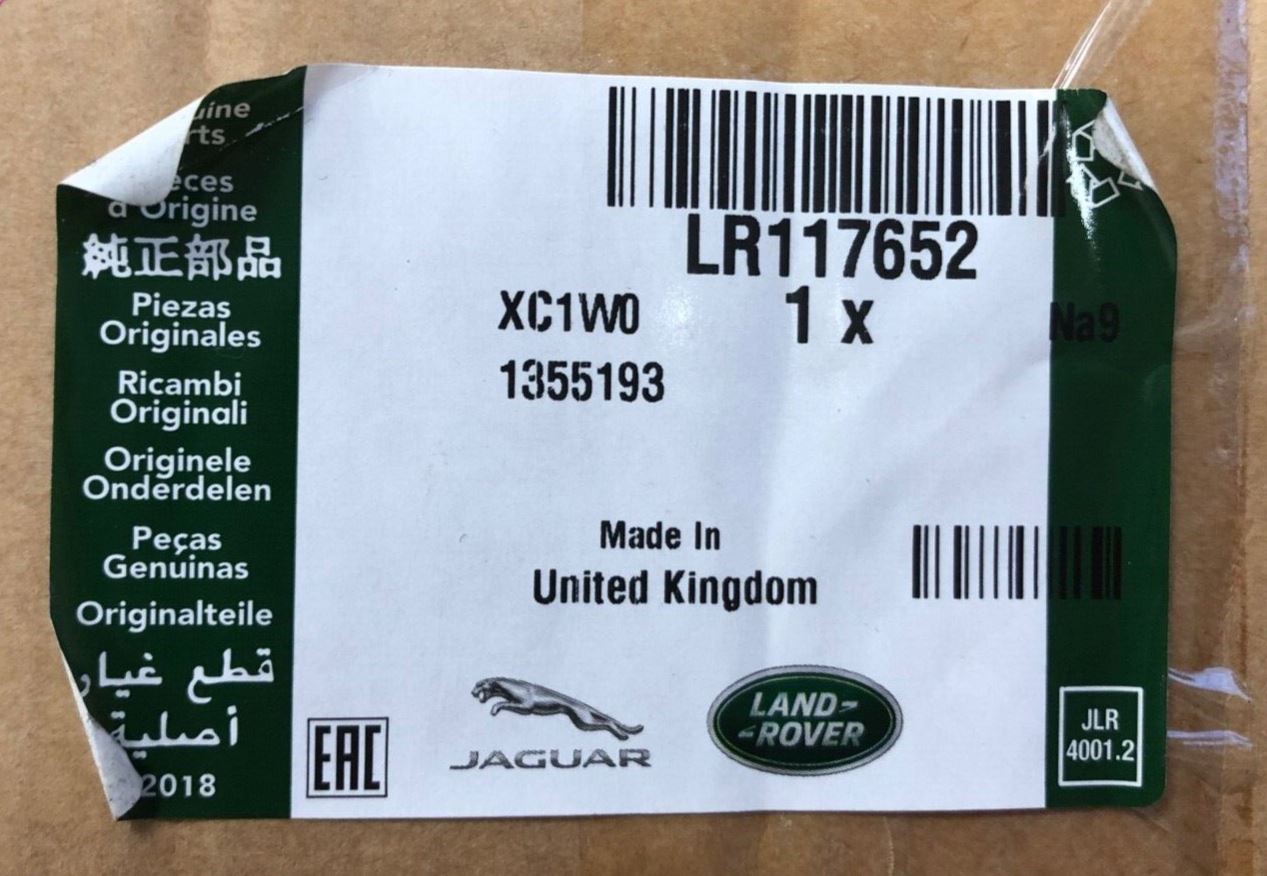 d'Origine
純正部品
Piezas
Originales
Ricambi
Originali
Originele
Onderdelen
Peças
Genuinas
Originalteile
قطع غيار
أصلية
2018
LR117652
XC1W0 1 x Na9
1355193
Made In
United Kingdom
EAC
JAGUAR
LAND-
-ROVER
JLR
4001.2